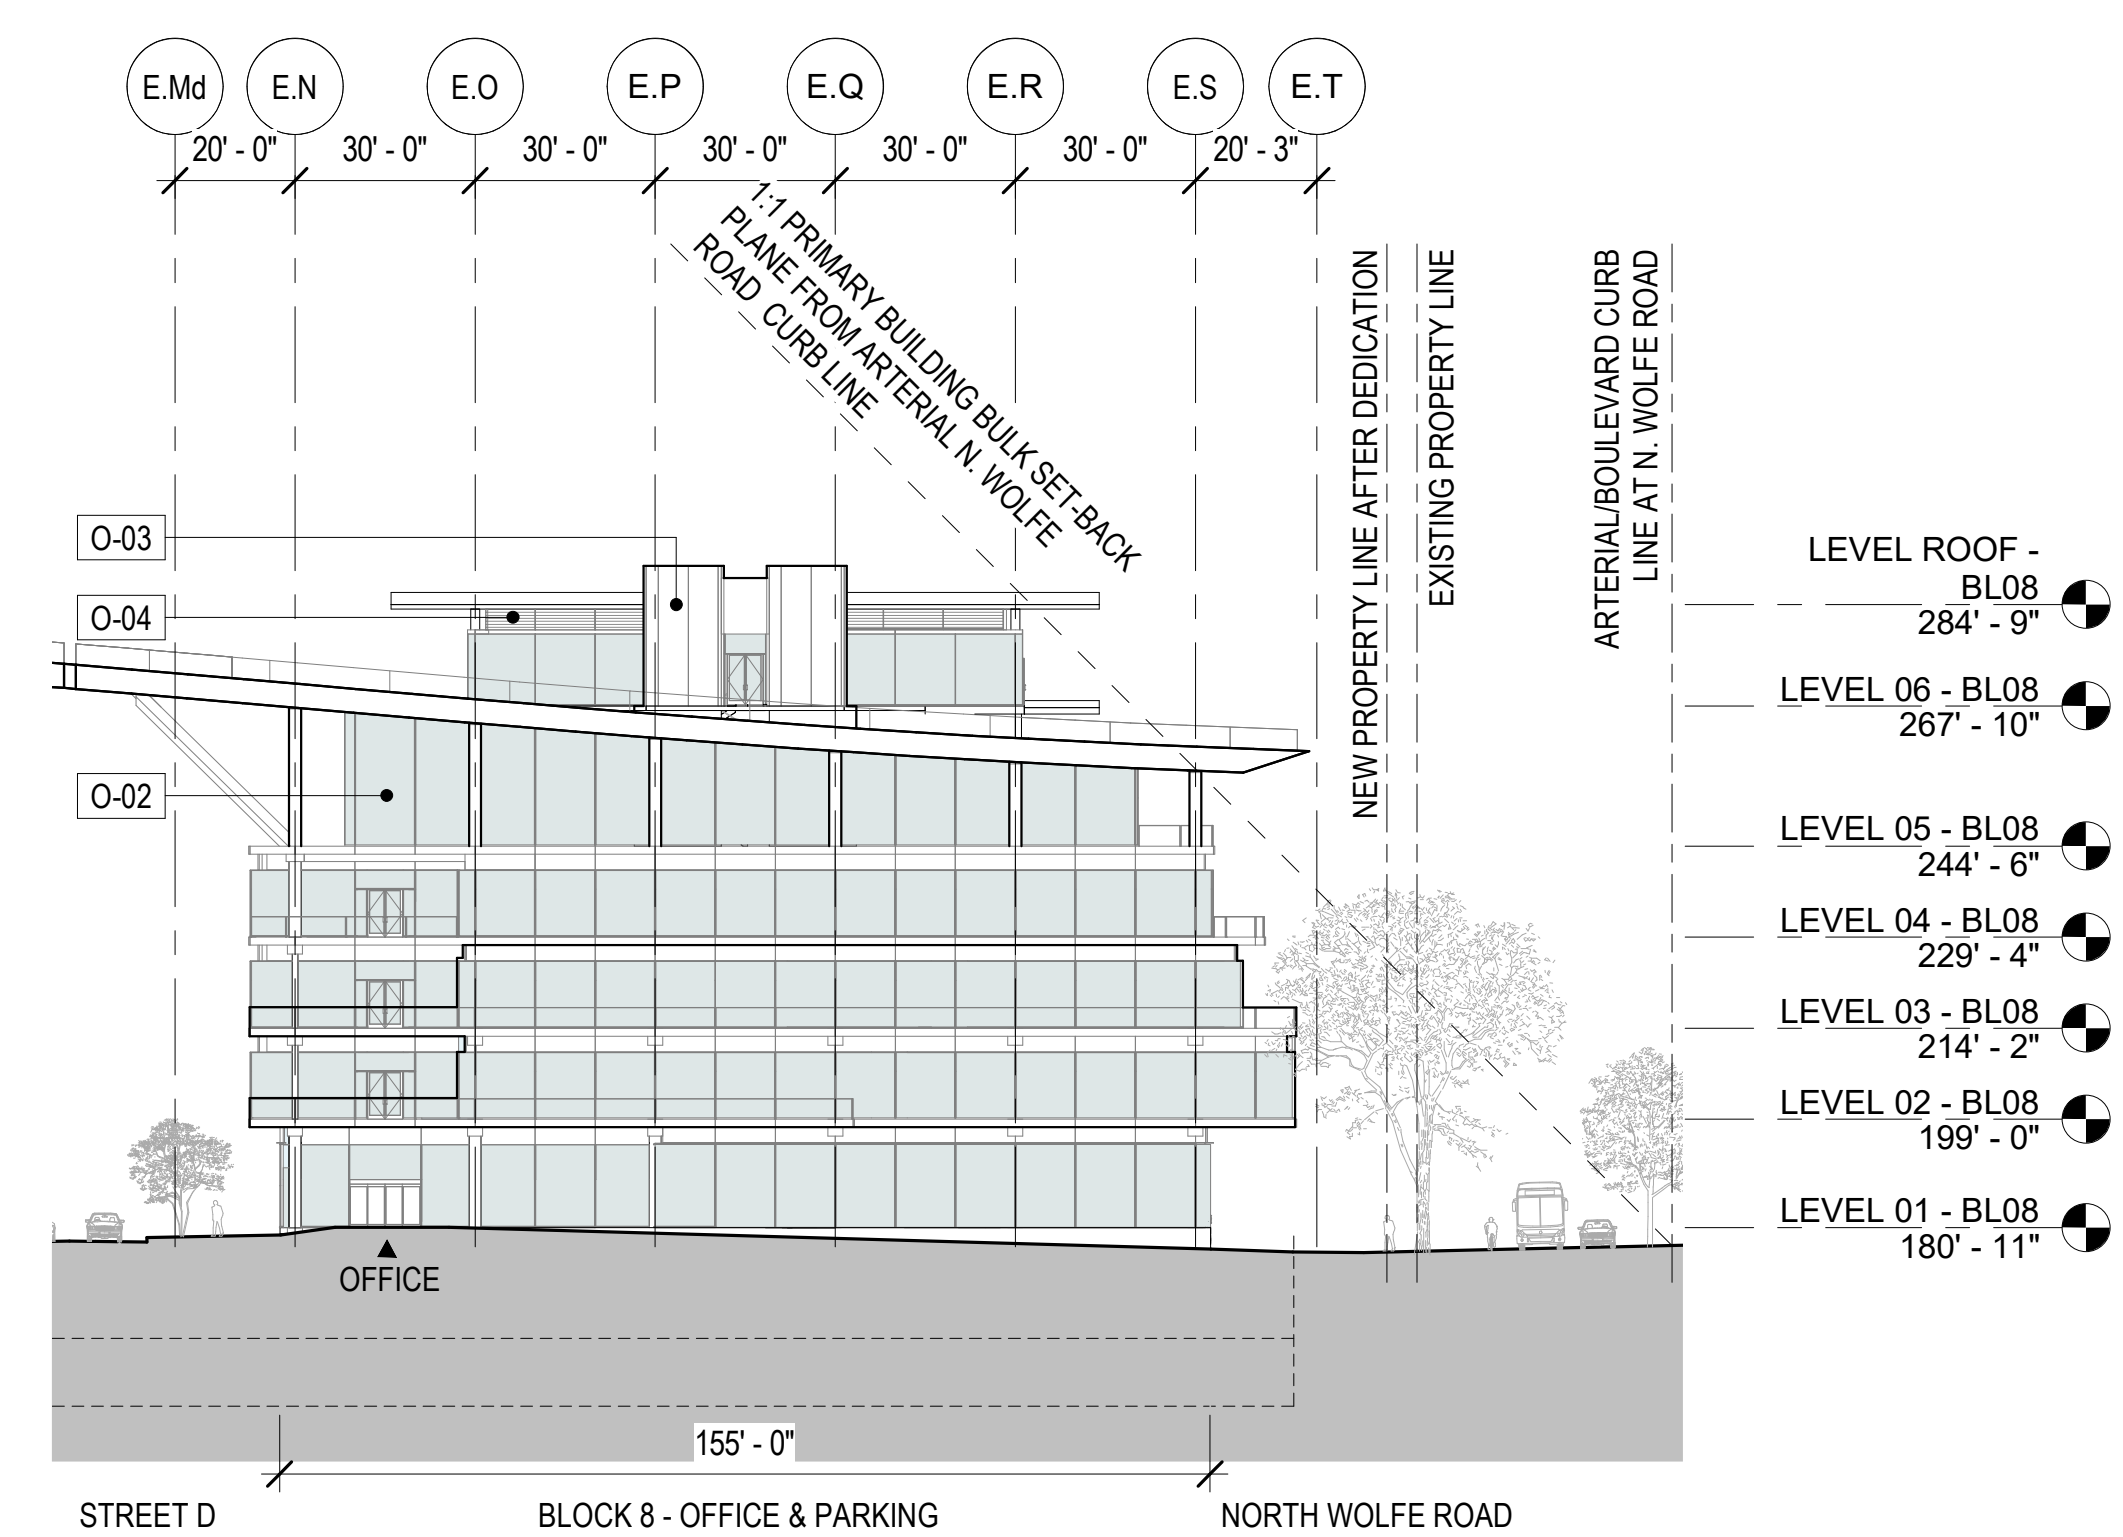 E.Md E.N E.O E.P E.Q E.R E.S E.T
20' - 0" 30' - 0" 30' - 0" 30' - 0" 30' - 0" 30' - 0" 20' - 3"
1:1 PRIMARY BUILDING BULK SET-BACK
PLANE FROM ARTERIAL N. WOLFE
ROAD CURB LINE
NEW PROPERTY LINE AFTER DEDICATION
EXISTING PROPERTY LINE
ARTERIAL/BOULEVARD CURB
LINE AT N. WOLFE ROAD
O-03
O-04
O-02
LEVEL ROOF -
BL08
284' - 9"
LEVEL 06 - BL08
267' - 10"
LEVEL 05 - BL08
244' - 6"
LEVEL 04 - BL08
229' - 4"
LEVEL 03 - BL08
214' - 2"
LEVEL 02 - BL08
199' - 0"
LEVEL 01 - BL08
180' - 11"
OFFICE
155' - 0"
STREET D
BLOCK 8 - OFFICE & PARKING
NORTH WOLFE ROAD